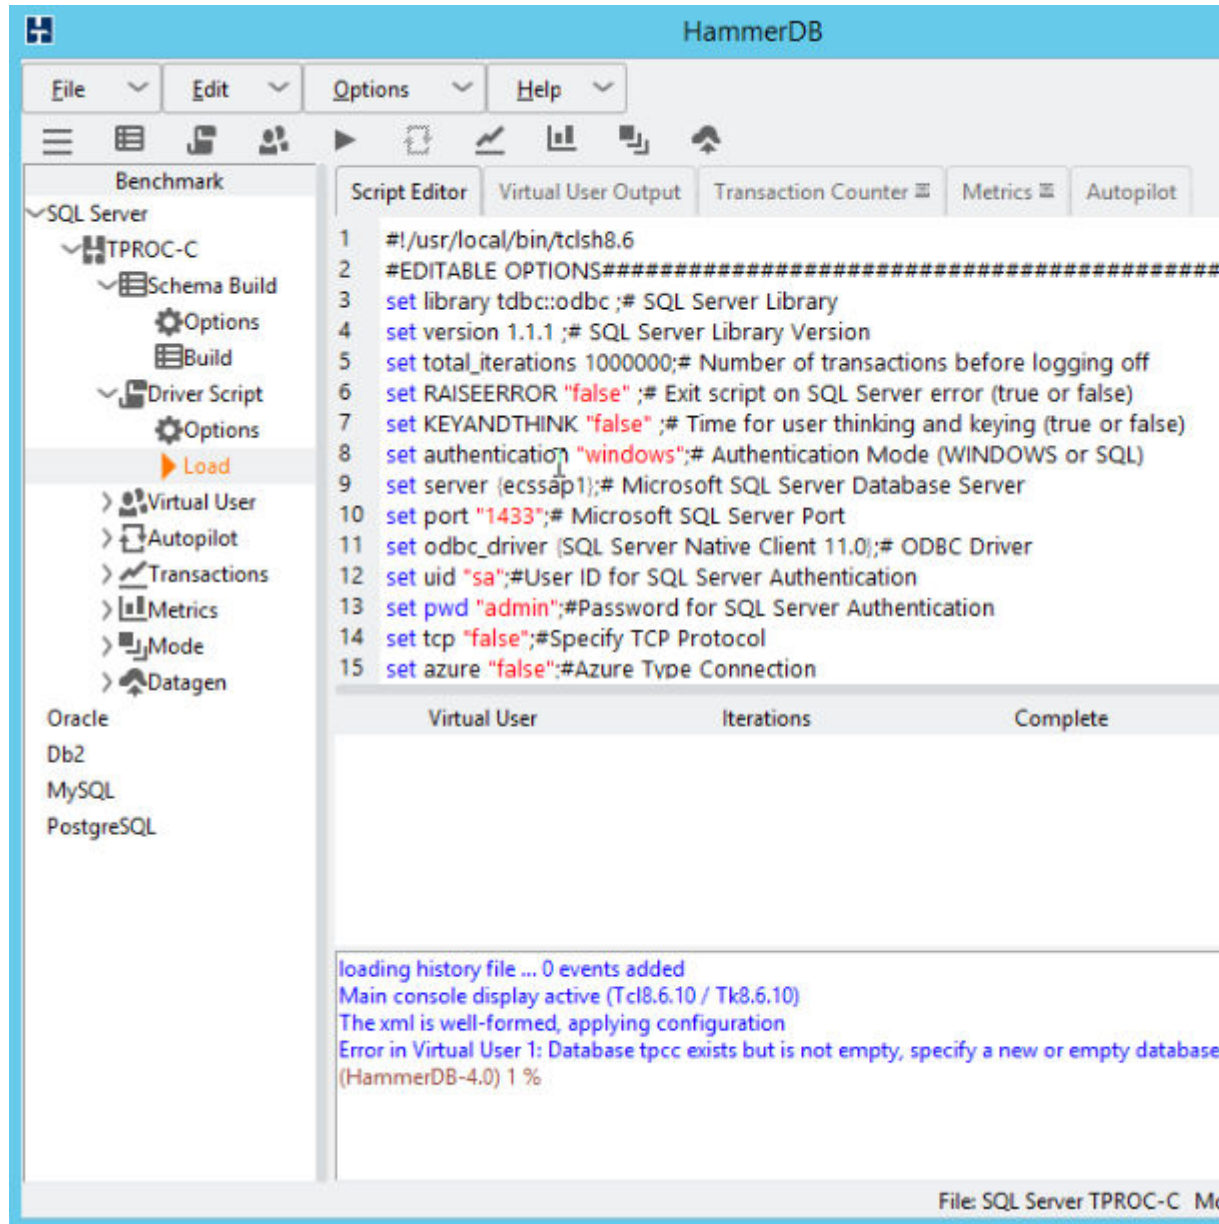 HammerDB
File Edit Options Help
Benchmark
SQL Server
TPROC-C
Schema Build
Options
Build
Driver Script
Options
Load
Virtual User
Autopilot
Transactions
Metrics
Mode
Datagen
Oracle
Db2
MySQL
PostgreSQL
Script Editor Virtual User Output Transaction Counter Metrics Autopilot
1 #!/usr/local/bin/tclsh8.6
2 #EDITABLE OPTIONS##########################################
3 set library tdbc::odbc ;# SQL Server Library
4 set version 1.1.1 ;# SQL Server Library Version
5 set total_iterations 1000000;# Number of transactions before logging off
6 set RAISEERROR "false" ;# Exit script on SQL Server error (true or false)
7 set KEYANDTHINK "false" ;# Time for user thinking and keying (true or false)
8 set authentication "windows";# Authentication Mode (WINDOWS or SQL)
9 set server {ecssap1};# Microsoft SQL Server Database Server
10 set port "1433";# Microsoft SQL Server Port
11 set odbc_driver {SQL Server Native Client 11.0};# ODBC Driver
12 set uid "sa";#User ID for SQL Server Authentication
13 set pwd "admin";#Password for SQL Server Authentication
14 set tcp "false";#Specify TCP Protocol
15 set azure "false";#Azure Type Connection
Virtual User Iterations Complete
loading history file ... 0 events added
Main console display active (Tcl8.6.10 / Tk8.6.10)
The xml is well-formed, applying configuration
Error in Virtual User 1: Database tpcc exists but is not empty, specify a new or empty database
(HammerDB-4.0) 1 %
File: SQL Server TPROC-C